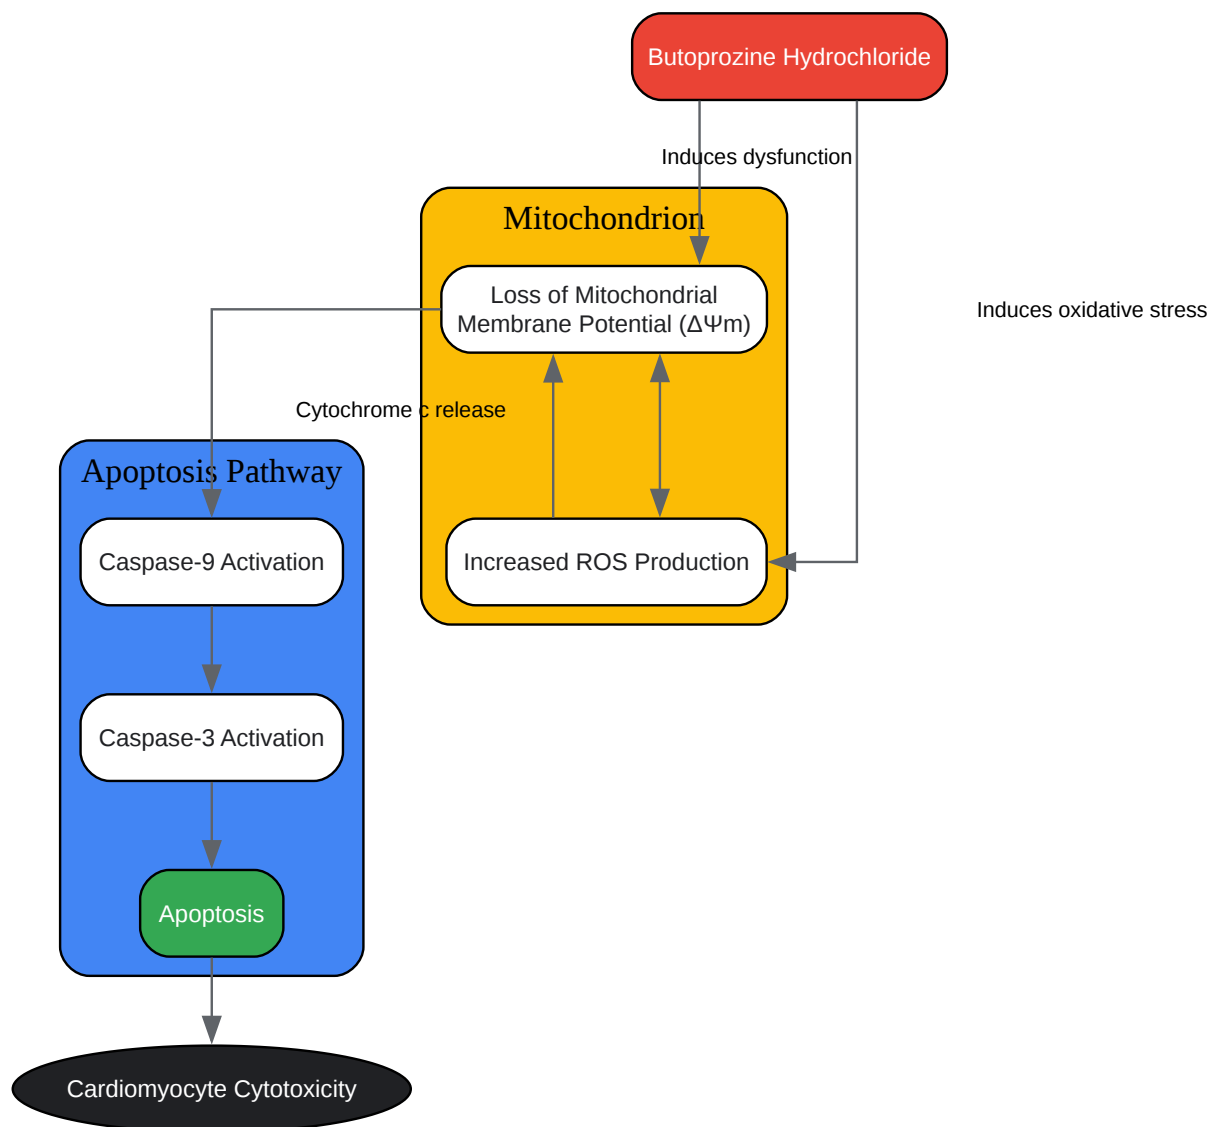 Butoprozine Hydrochloride
Induces dysfunction
Mitochondrion
Loss of Mitochondrial
Membrane Potential (ΔΨm)
Induces oxidative stress
Cytochrome c release
Apoptosis Pathway
Caspase-9 Activation
Increased ROS Production
Caspase-3 Activation
Apoptosis
Cardiomyocyte Cytotoxicity